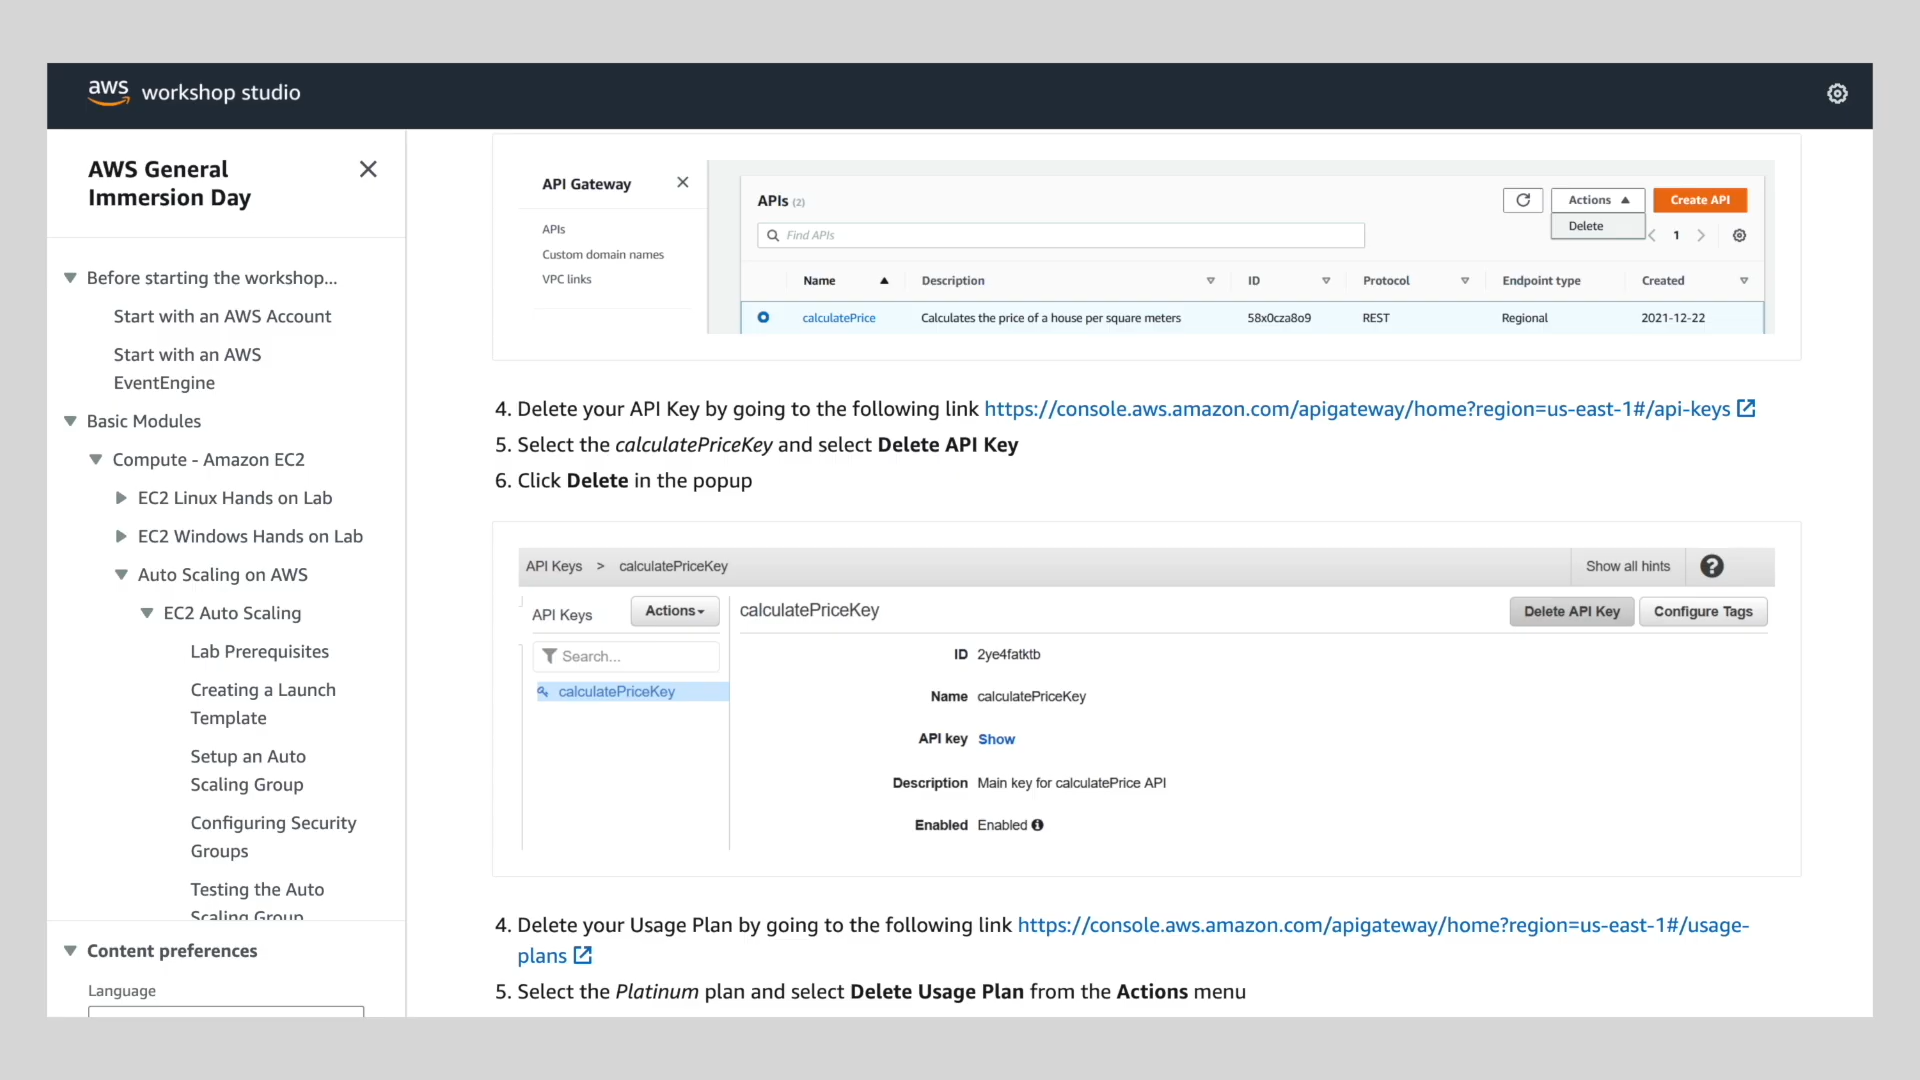 aws workshop studio
AWS General
Immersion Day
Before starting the workshop...
Start with an AWS Account
Start with an AWS
EventEngine
Basic Modules
Compute - Amazon EC2
EC2 Linux Hands on Lab
EC2 Windows Hands on Lab
Auto Scaling on AWS
EC2 Auto Scaling
Lab Prerequisites
Creating a Launch
Template
Setup an Auto
Scaling Group
Configuring Security
Groups
Testing the Auto
Scaling Group
Content preferences
Language
API Gateway
APIs
Custom domain names
VPC links
APIs (2)
Actions
Create API
Find APIs
Delete
1
Name Description ID Protocol Endpoint type Created
calculatePrice Calculates the price of a house per square meters 58x0cza8o9 REST Regional 2021-12-22
4. Delete your API Key by going to the following link https://console.aws.amazon.com/apigateway/home?region=us-east-1#/api-keys
5. Select the calculatePriceKey and select Delete API Key
6. Click Delete in the popup
API Keys > calculatePriceKey Show all hints ?
API Keys Actions
Search...
calculatePriceKey
calculatePriceKey Delete API Key Configure Tags
ID 2ye4fatktb
Name calculatePriceKey
API key Show
Description Main key for calculatePrice API
Enabled Enabled
4. Delete your Usage Plan by going to the following link https://console.aws.amazon.com/apigateway/home?region=us-east-1#/usage-
plans
5. Select the Platinum plan and select Delete Usage Plan from the Actions menu